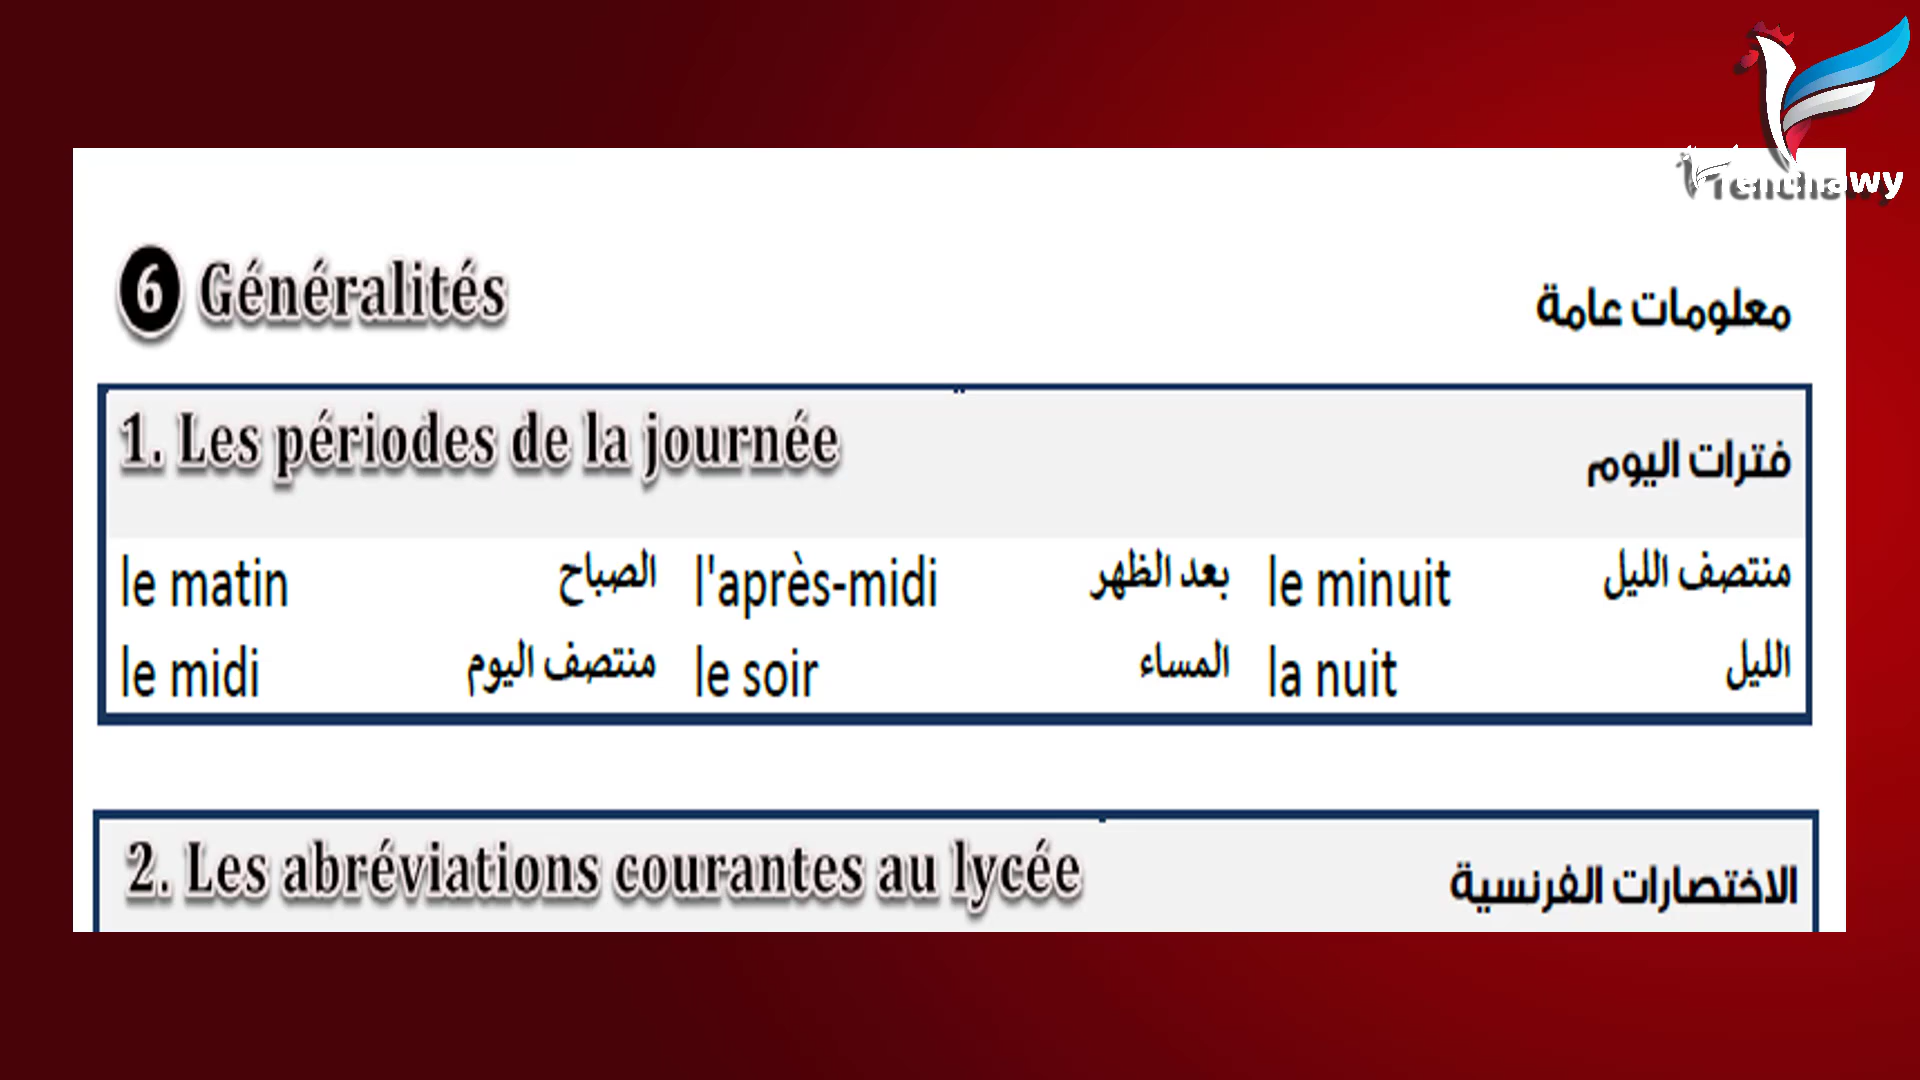 Frenchawy
6 Généralités معلومات عامة
1. Les périodes de la journée فترات اليوم
le matin الصباح l'après-midi بعد الظهر le minuit منتصف الليل
le midi منتصف اليوم le soir المساء la nuit الليل
2. Les abréviations courantes au lycée الاختصارات الفرنسية